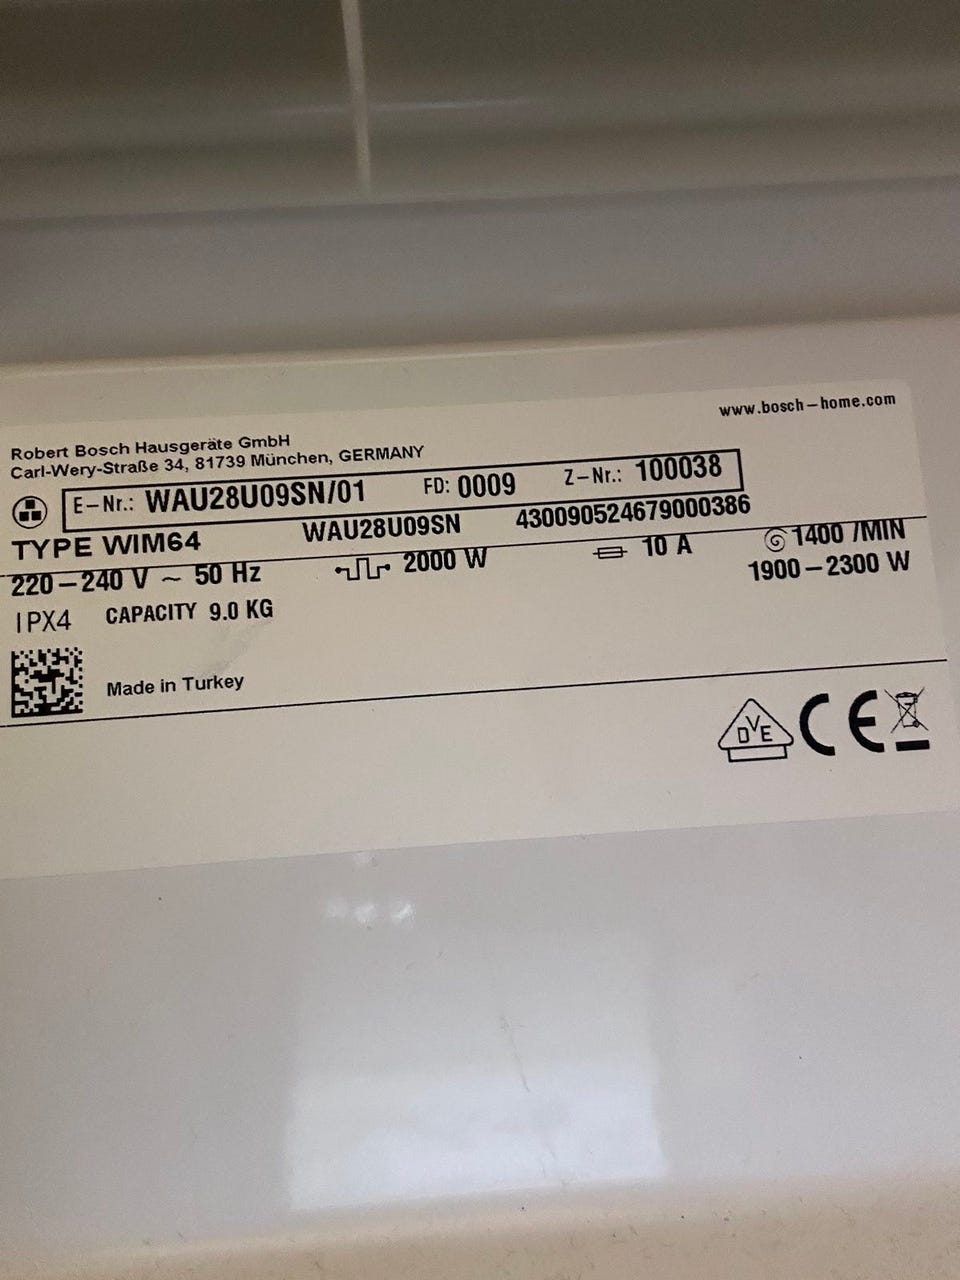 www.bosch-home.com
Robert Bosch Hausgeräte GmbH
Carl-Wery-Straße 34, 81739 München, GERMANY
E-Nr.: WAU28U09SN/01 FD: 0009 Z-Nr.: 100038
TYPE WIM64 WAU28U09SN 430090524679000386
220-240 V ~ 50 Hz 2000 W 10 A 1400 /MIN
1900-2300 W
IPX4 CAPACITY 9.0 KG
Made in Turkey
DVE CE